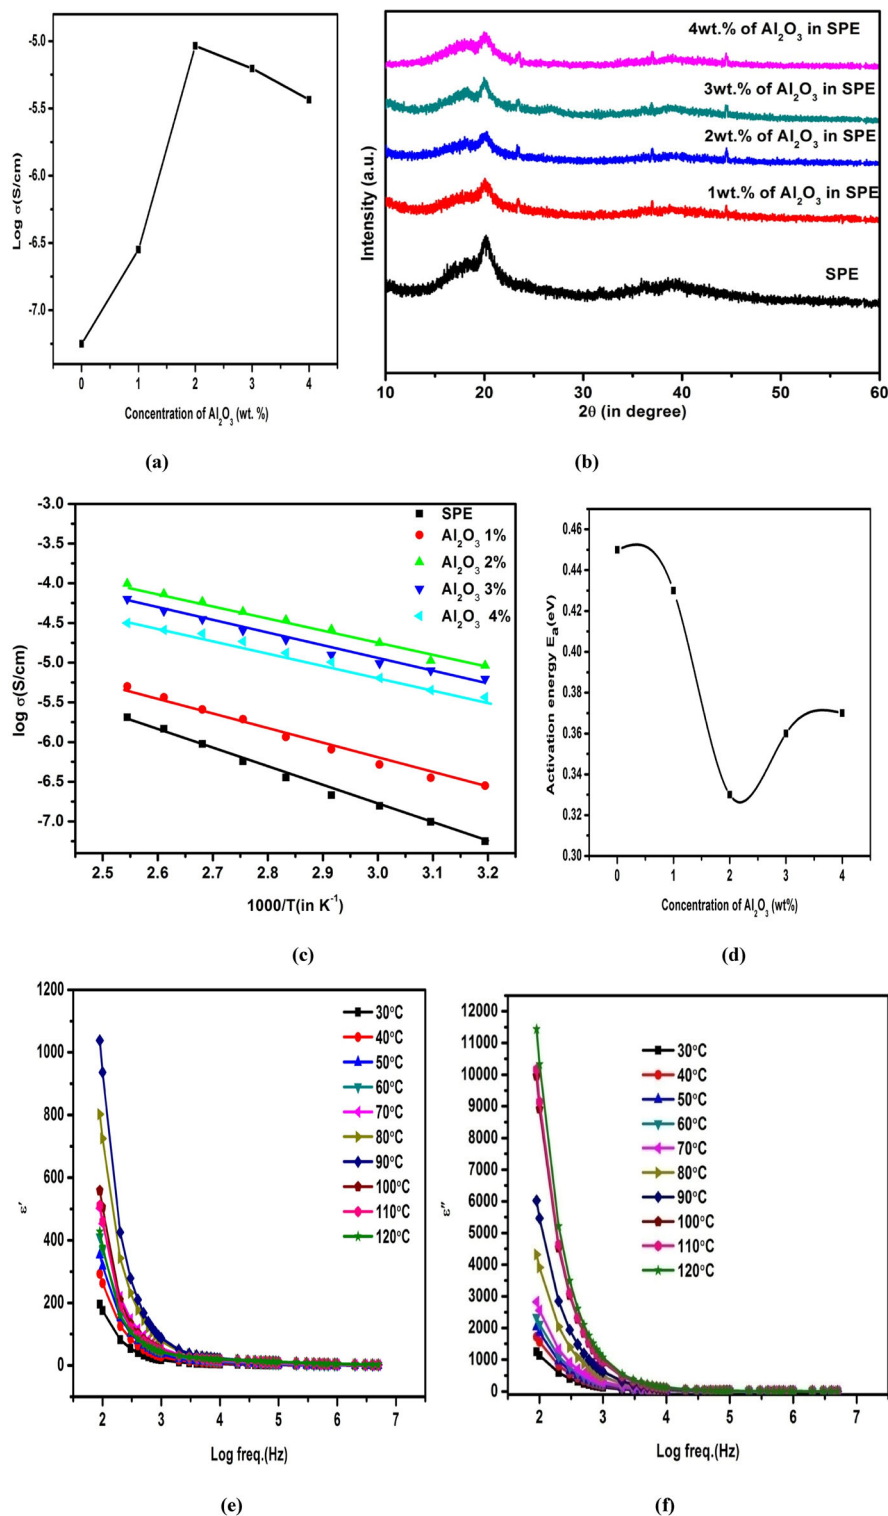 -5.0
-5.5
-6.0
-6.5
-7.0
Log σ(S/cm)
0 1 2 3 4
Concentration of Al2O3 (wt. %)
(a)
4wt.% of Al2O3 in SPE
3wt.% of Al2O3 in SPE
2wt.% of Al2O3 in SPE
1wt.% of Al2O3 in SPE
SPE
Intensity (a.u.)
10 20 30 40 50 60
2θ (in degree)
(b)
-3.0
-4.0
-4.5
-5.0
-5.5
-6.0
-6.5
-7.0
log σ(S/cm)
SPE
Al2O3 1%
Al2O3 2%
Al2O3 3%
Al2O3 4%
2.5 2.6 2.7 2.8 2.9 3.0 3.1 3.2
1000/T(in K-1)
(c)
0.46
0.44
0.42
0.40
0.38
0.36
0.34
0.32
0.30
Activation energy Ea(eV)
0 1 2 3 4
Concentration of Al2O3 (wt%)
(d)
1200
1000
800
600
400
200
0
ε'
30°C
40°C
50°C
60°C
70°C
80°C
90°C
100°C
110°C
120°C
2 3 4 5 6 7
Log freq.(Hz)
(e)
12000
11000
10000
9000
8000
7000
6000
5000
4000
3000
2000
1000
0
ε"
30°C
40°C
50°C
60°C
70°C
80°C
90°C
100°C
110°C
120°C
2 3 4 5 6 7
Log freq.(Hz)
(f)